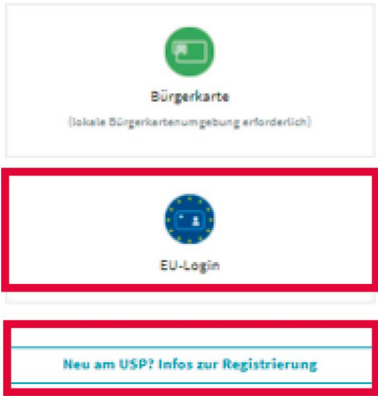 Bürgerkarte
(lokale Bürgerkartenumgebung erforderlich)
EU-Login
Neu am USP? Infos zur Registrierung